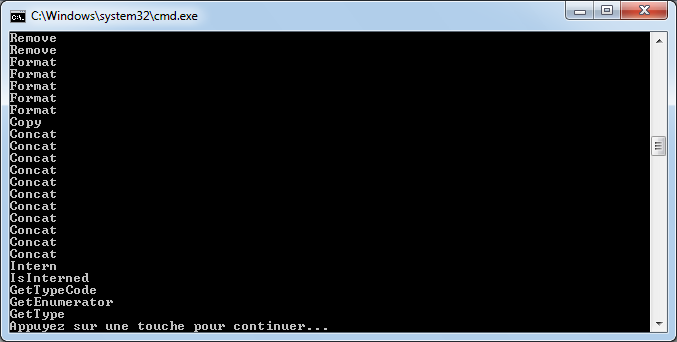 C:\Windows\system32\cmd.exe
Remove
Remove
Format
Format
Format
Format
Format
Copy
Concat
Concat
Concat
Concat
Concat
Concat
Concat
Concat
Concat
Concat
Concat
Intern
IsInterned
GetTypeCode
GetEnumerator
GetType
Appuyez sur une touche pour continuer...